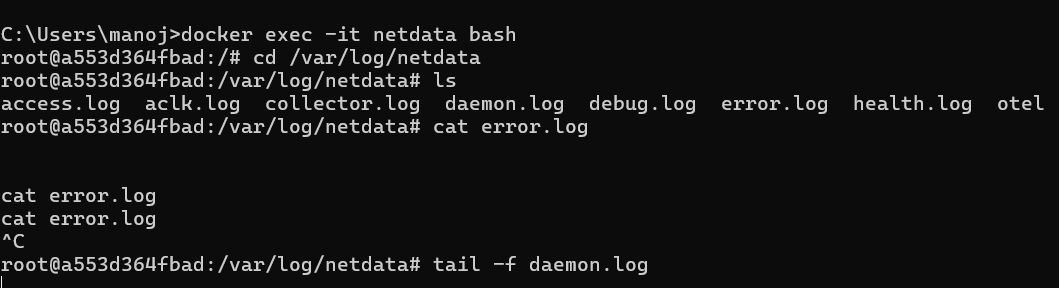 C:\Users\manoj>docker exec -it netdata bash
root@a553d364fbad:/# cd /var/log/netdata
root@a553d364fbad:/var/log/netdata# ls
access.log  aclk.log  collector.log  daemon.log  debug.log  error.log  health.log  otel
root@a553d364fbad:/var/log/netdata# cat error.log
cat error.log
cat error.log
^C
root@a553d364fbad:/var/log/netdata# tail -f daemon.log